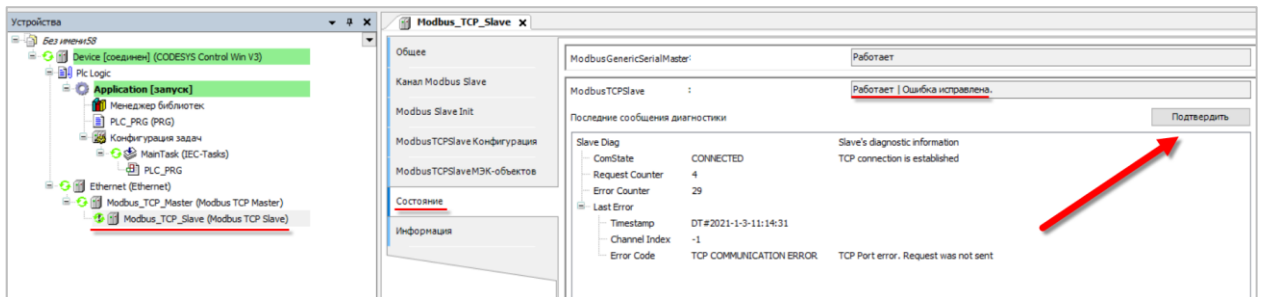 Устройства
Без имени58
Device [соединен] (CODESYS Control Win V3)
Plc Logic
Application [запуск]
Менеджер библиотек
PLC_PRG (PRG)
Конфигурация задач
MainTask (IEC-Tasks)
PLC_PRG
Ethernet (Ethernet)
Modbus_TCP_Master (Modbus TCP Master)
Modbus_TCP_Slave (Modbus TCP Slave)
Modbus_TCP_Slave
Общее
Канал Modbus Slave
Modbus Slave Init
ModbusTCPSlave Конфигурация
ModbusTCPSlaveМЭК-объектов
Состояние
Информация
ModbusGenericSerialMaster: Работает
ModbusTCPSlave : Работает | Ошибка исправлена.
Последние сообщения диагностики Подтвердить
Slave Diag Slave's diagnostic information
ComState CONNECTED TCP connection is established
Request Counter 4
Error Counter 29
Last Error
Timestamp DT#2021-1-3-11:14:31
Channel Index -1
Error Code TCP COMMUNICATION ERROR TCP Port error. Request was not sent